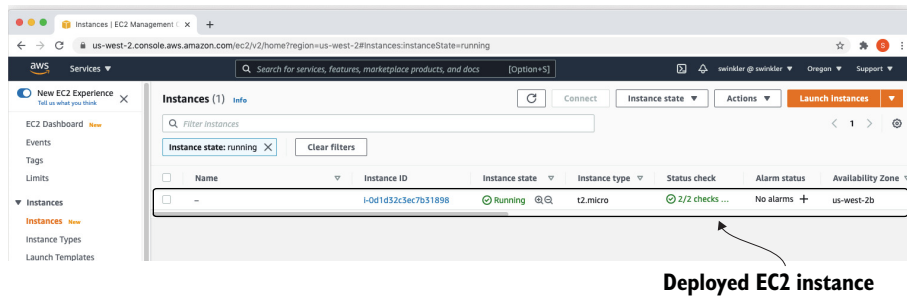 Instances | EC2 Management C
us-west-2.console.aws.amazon.com/ec2/v2/home?region=us-west-2#Instances:instanceState=running
S
aws
Services
Search for services, features, marketplace products, and docs [Option+S]
swinkler @ swinkler
Oregon
Support
New EC2 Experience
Tell us what you think
EC2 Dashboard New
Events
Tags
Limits
Instances
Instances New
Instance Types
Launch Templates
Instances (1) Info
Connect
Instance state
Actions
Launch instances
Filter instances
1
Instance state: running
Clear filters
Name Instance ID Instance state Instance type Status check Alarm status Availability Zone
– i-0d1d32c3ec7b31898 Running t2.micro 2/2 checks ... No alarms + us-west-2b
Deployed EC2 instance